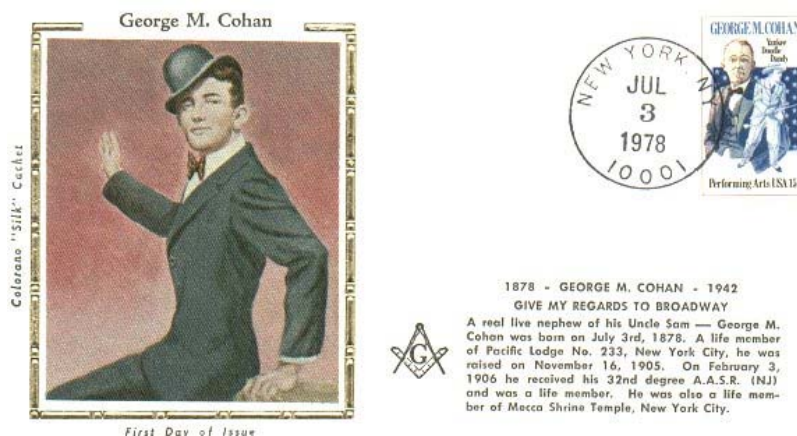 George M. Cohan
Colorano "Silk" Cachet
First Day of Issue
NEW YORK, NY
JUL
3
1978
10001
GEORGE M. COHAN
Yankee
Doodle
Dandy
Performing Arts USA 15
1878 - GEORGE M. COHAN - 1942
GIVE MY REGARDS TO BROADWAY
G
A real live nephew of his Uncle Sam — George M.
Cohan was born on July 3rd, 1878. A life member
of Pacific Lodge No. 233, New York City, he was
raised on November 16, 1905. On February 3,
1906 he received his 32nd degree A.A.S.R. (NJ)
and was a life member. He was also a life mem-
ber of Mecca Shrine Temple, New York City.